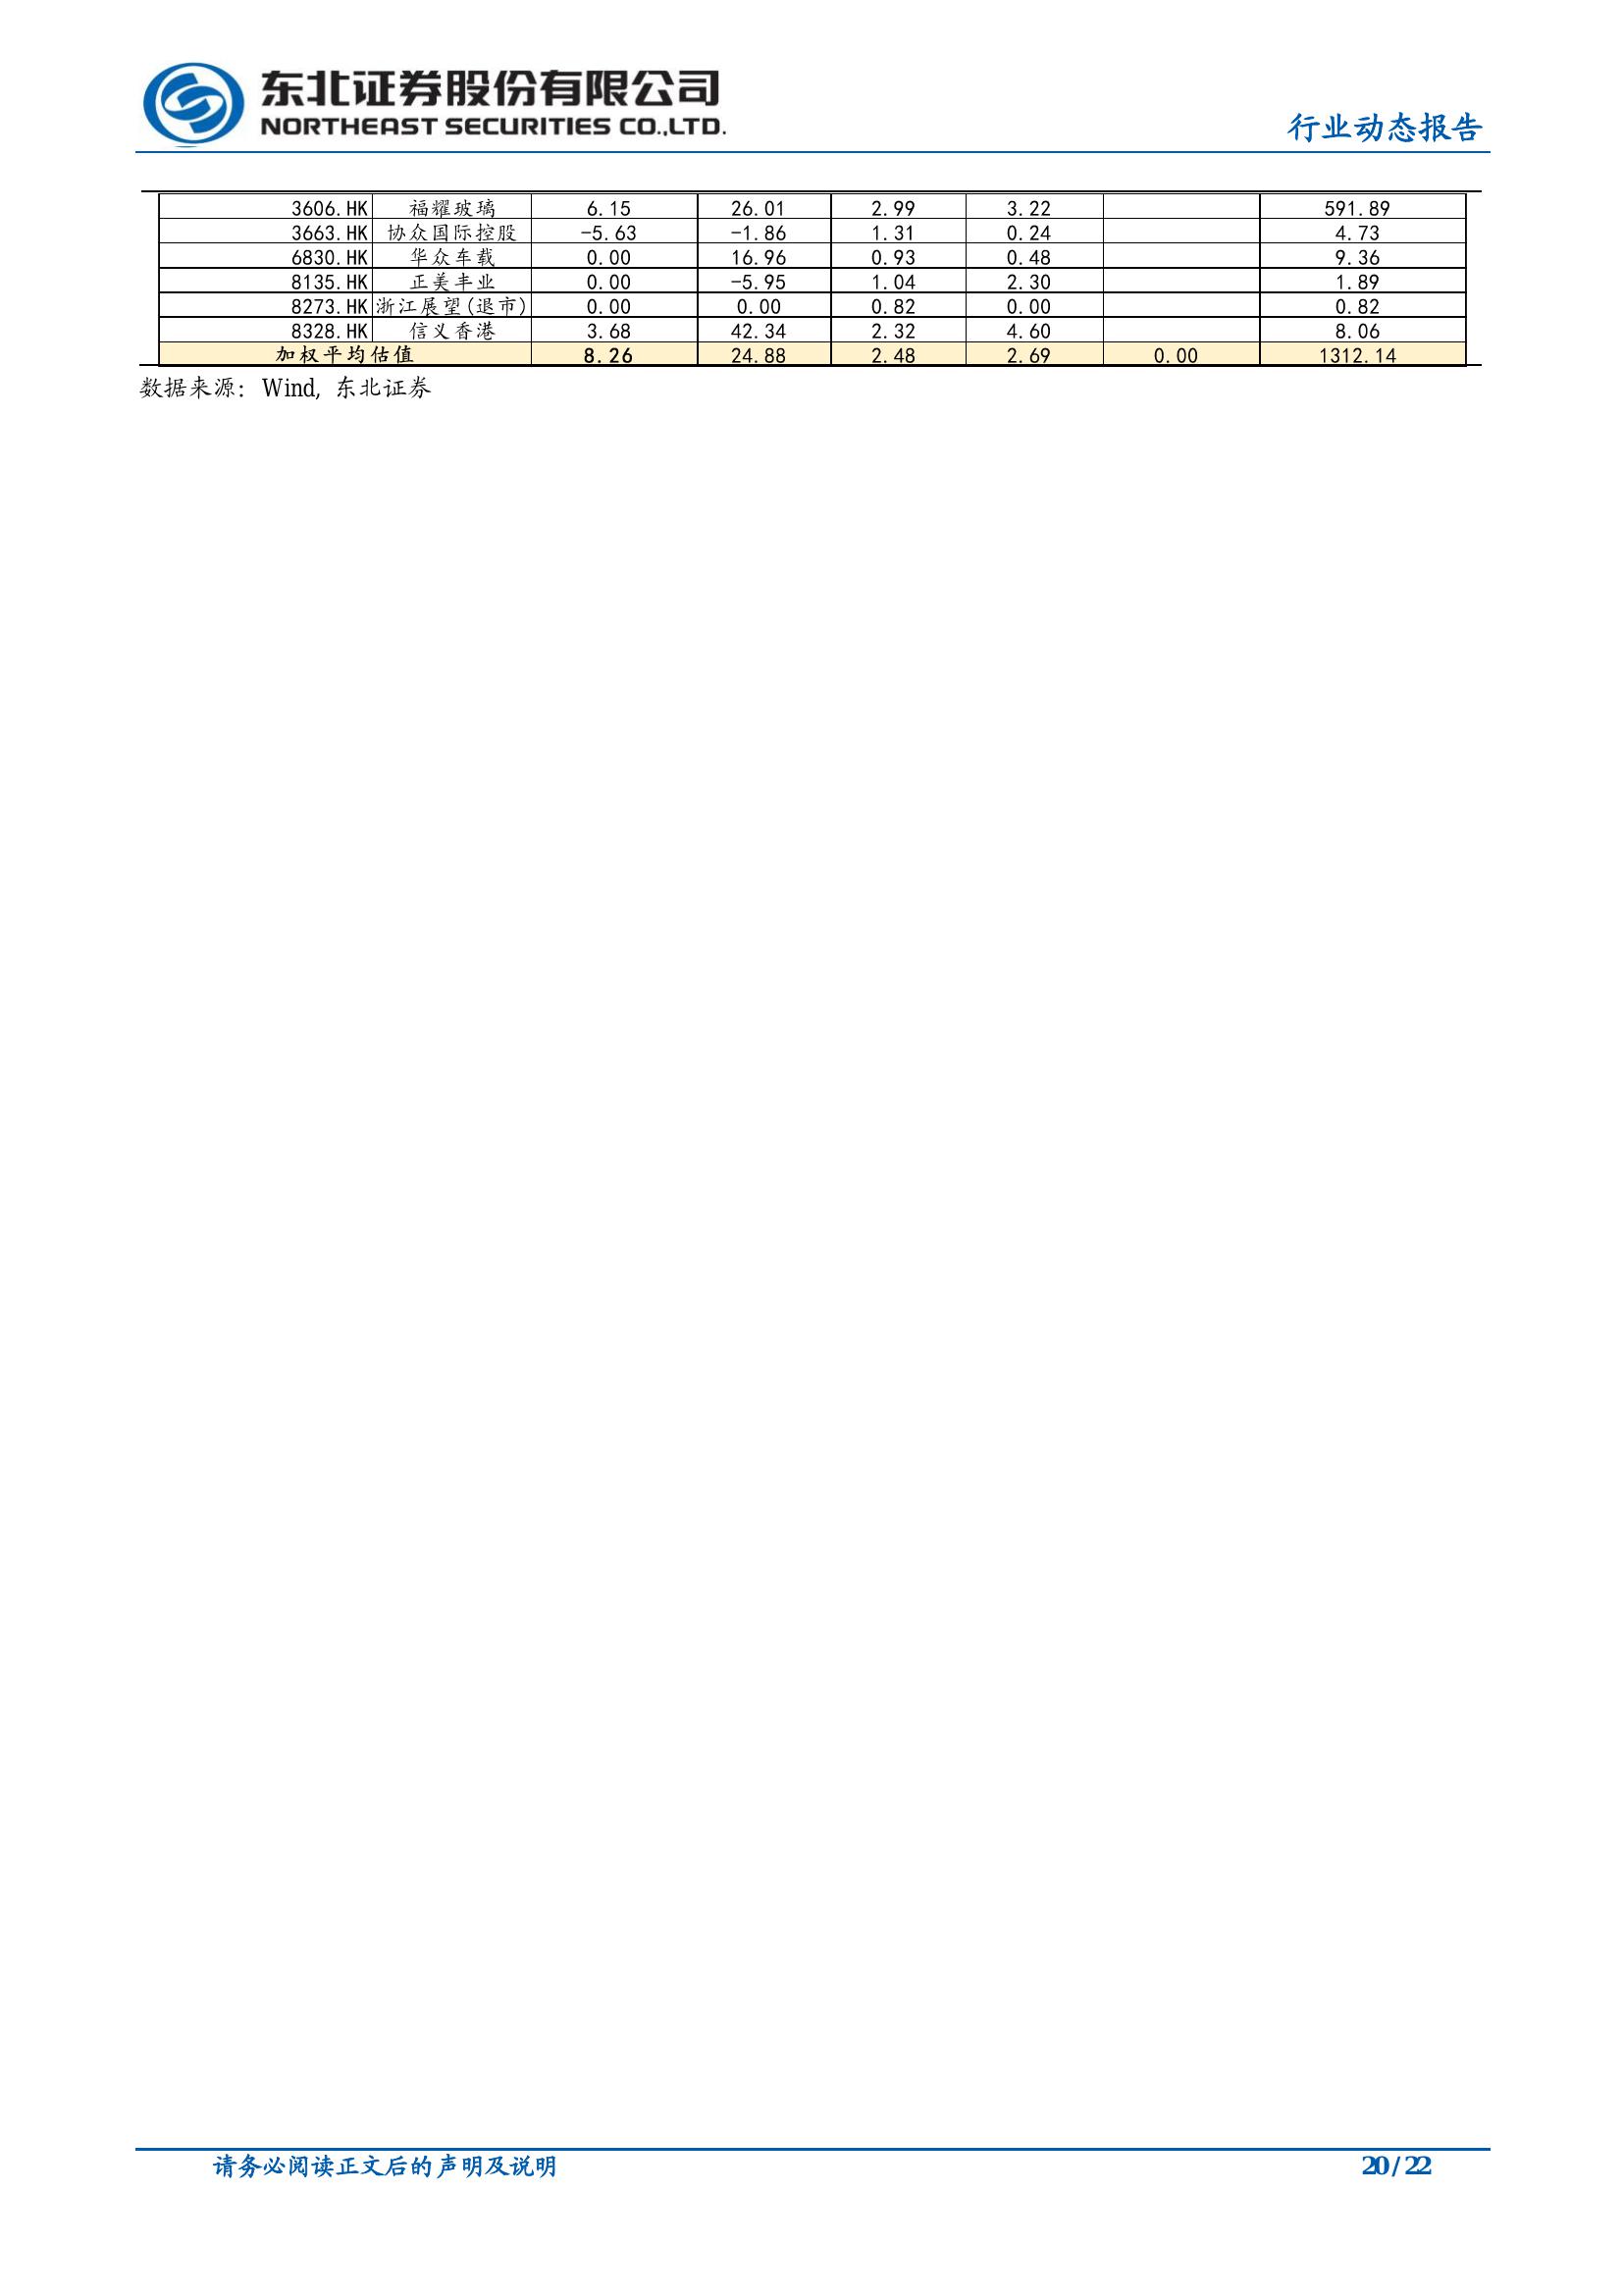 东北证券股份有限公司
NORTHEAST SECURITIES CO.,LTD.
行业动态报告
3606.HK 福耀玻璃 6.15 26.01 2.99 3.22 591.89
3663.HK 协众国际控股 -5.63 -1.86 1.31 0.24 4.73
6830.HK 华众车载 0.00 16.96 0.93 0.48 9.36
8135.HK 正美丰业 0.00 -5.95 1.04 2.30 1.89
8273.HK 浙江展望(退市) 0.00 0.00 0.82 0.00 0.82
8328.HK 信义香港 3.68 42.34 2.32 4.60 8.06
加权平均估值 8.26 24.88 2.48 2.69 0.00 1312.14
数据来源：Wind, 东北证券
请务必阅读正文后的声明及说明 20/22